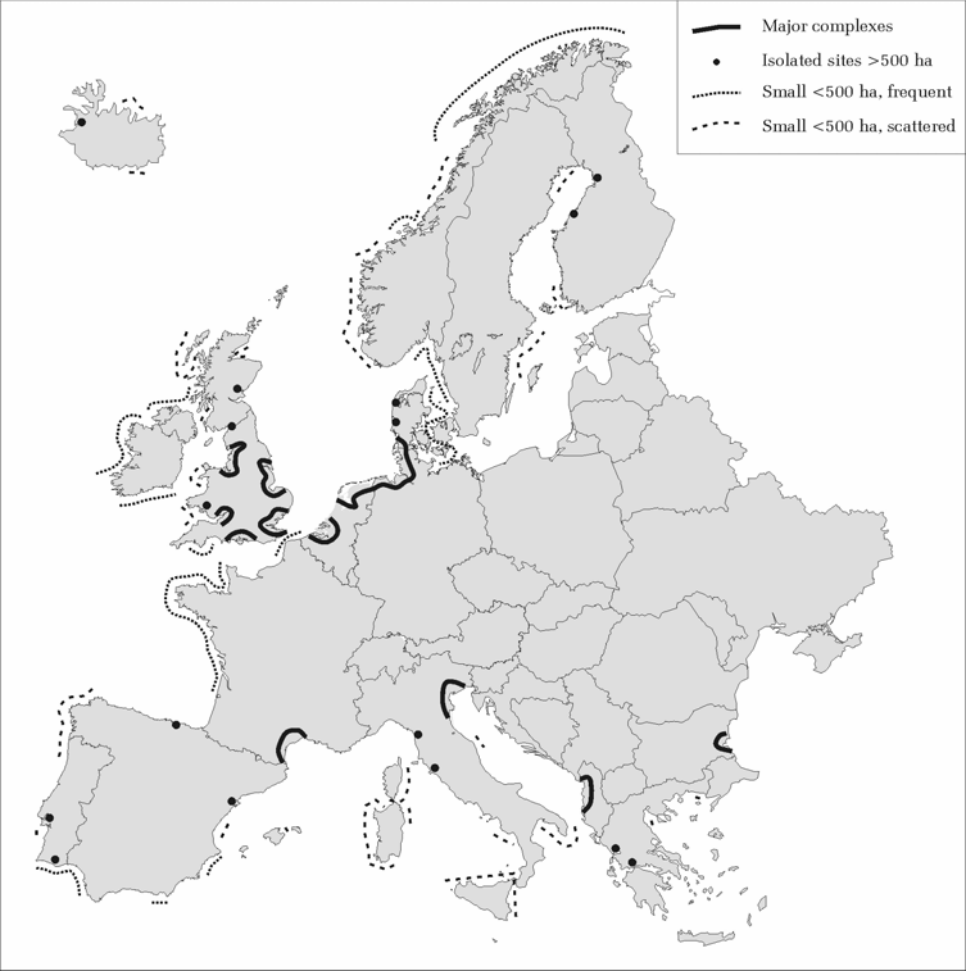 Major complexes
Isolated sites >500 ha
Small <500 ha, frequent
Small <500 ha, scattered